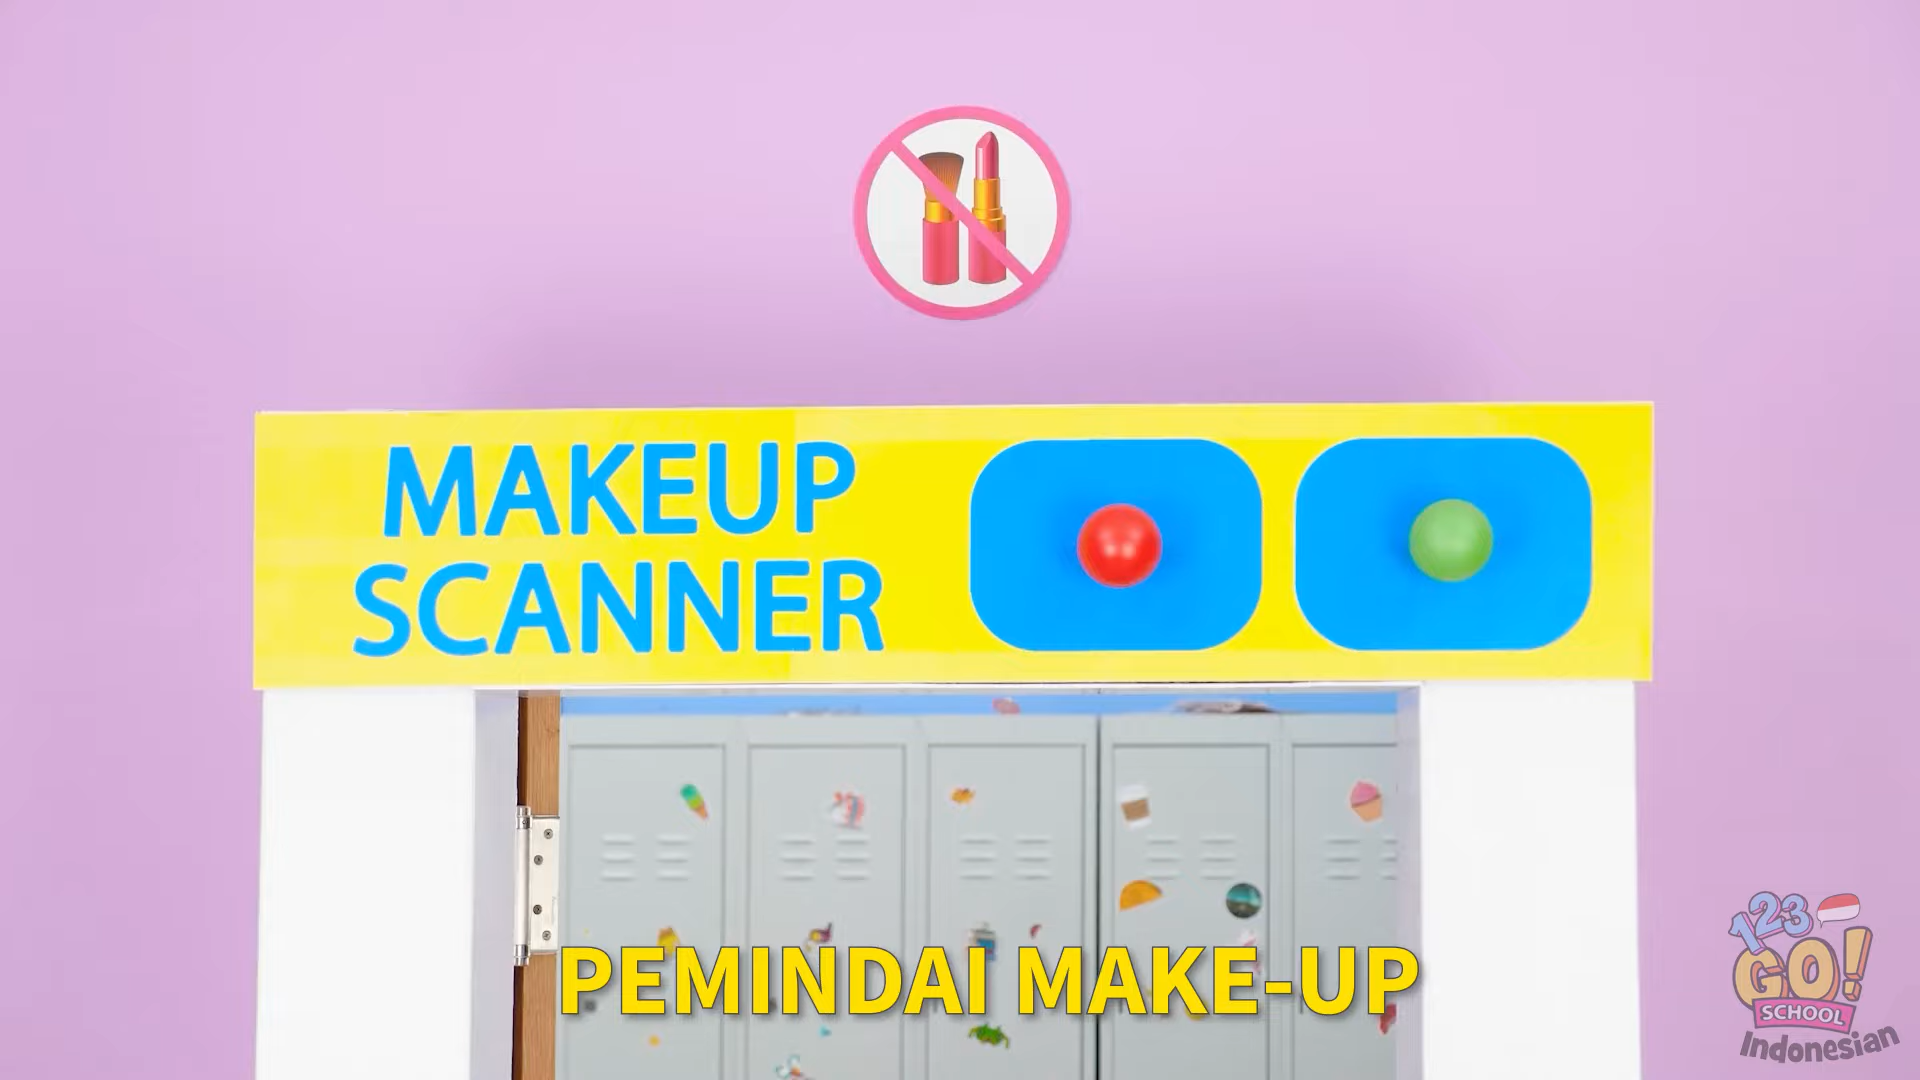 MAKEUP
SCANNER
PEMINDAI MAKE-UP
123
GO!
SCHOOL
Indonesian